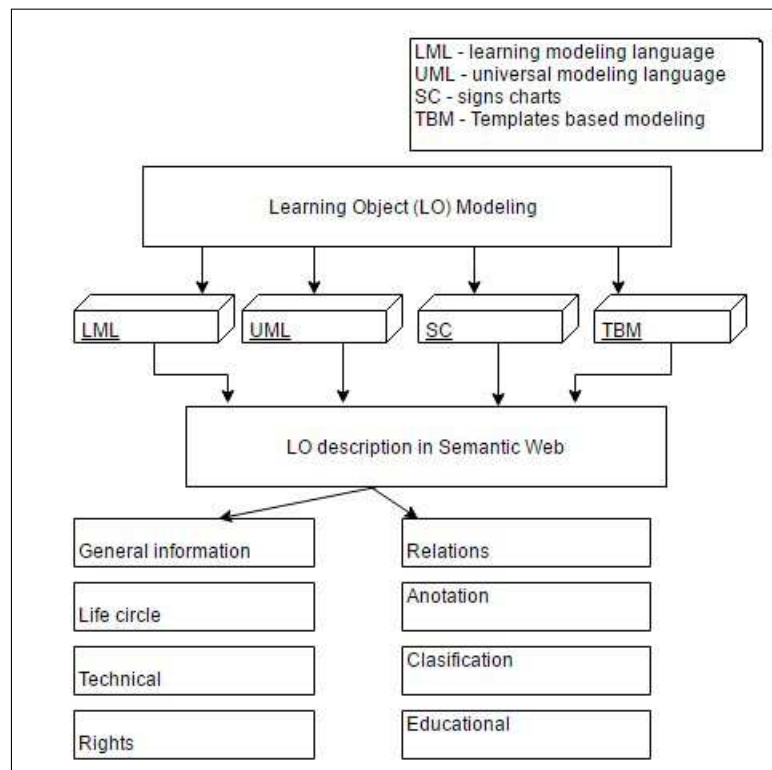 LML - learning modeling language
UML - universal modeling language
SC - signs charts
TBM - Templates based modeling
Learning Object (LO) Modeling
LML
UML
SC
TBM
LO description in Semantic Web
General information
Relations
Life circle
Anotation
Technical
Clasification
Rights
Educational